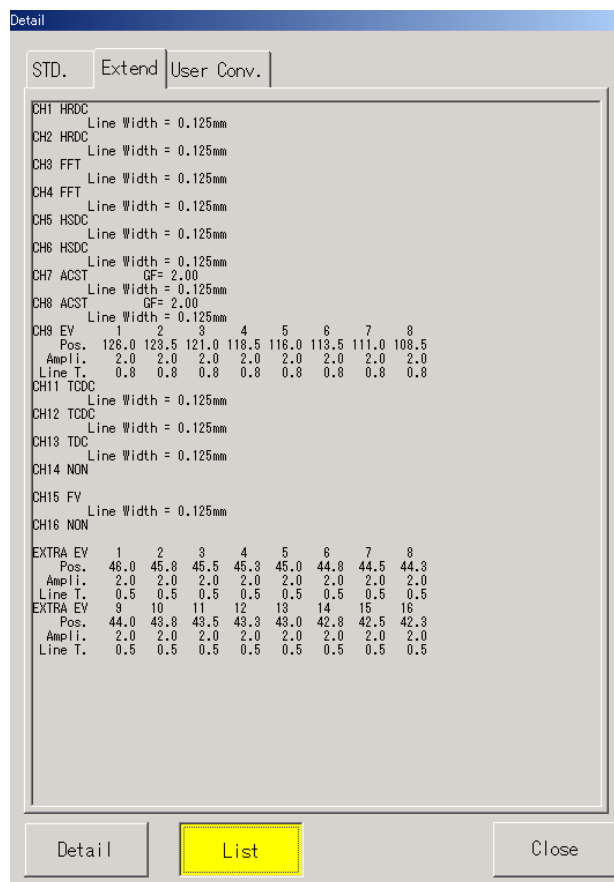 Detail
STD. Extend User Conv.
CH1 HRDC
Line Width = 0.125mm
CH2 HRDC
Line Width = 0.125mm
CH3 FFT
Line Width = 0.125mm
CH4 FFT
Line Width = 0.125mm
CH5 HSDC
Line Width = 0.125mm
CH6 HSDC
Line Width = 0.125mm
CH7 ACST GF= 2.00
Line Width = 0.125mm
CH8 ACST GF= 2.00
Line Width = 0.125mm
CH9 EV 1 2 3 4 5 6 7 8
Pos. 126.0 123.5 121.0 118.5 116.0 113.5 111.0 108.5
Ampli. 2.0 2.0 2.0 2.0 2.0 2.0 2.0 2.0
Line T. 0.8 0.8 0.8 0.8 0.8 0.8 0.8 0.8
CH11 TCDC
Line Width = 0.125mm
CH12 TCDC
Line Width = 0.125mm
CH13 TDC
Line Width = 0.125mm
CH14 NON
CH15 FV
Line Width = 0.125mm
CH16 NON
EXTRA EV 1 2 3 4 5 6 7 8
Pos. 46.0 45.8 45.5 45.3 45.0 44.8 44.5 44.3
Ampli. 2.0 2.0 2.0 2.0 2.0 2.0 2.0 2.0
Line T. 0.5 0.5 0.5 0.5 0.5 0.5 0.5 0.5
EXTRA EV 9 10 11 12 13 14 15 16
Pos. 44.0 43.8 43.5 43.3 43.0 42.8 42.5 42.3
Ampli. 2.0 2.0 2.0 2.0 2.0 2.0 2.0 2.0
Line T. 0.5 0.5 0.5 0.5 0.5 0.5 0.5 0.5
Detail List Close